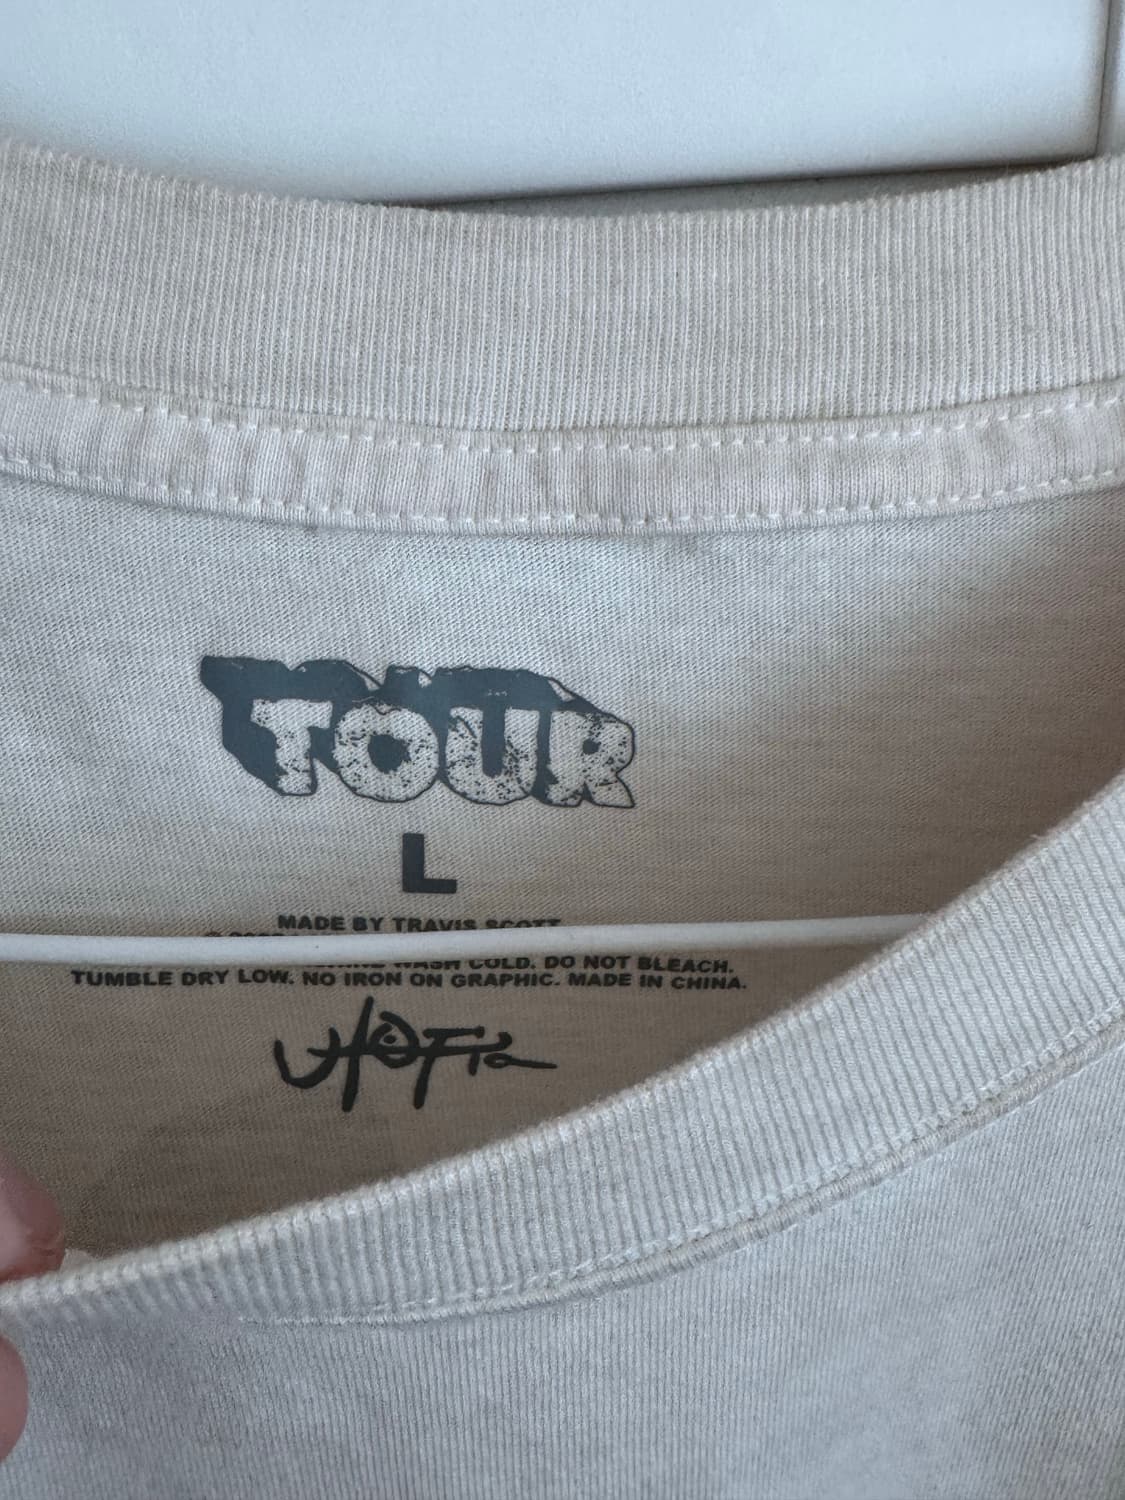 TOUR
L
MADE BY TRAVIS SCOTT
WASH COLD. DO NOT BLEACH.
TUMBLE DRY LOW. NO IRON ON GRAPHIC. MADE IN CHINA.
UTOPIA